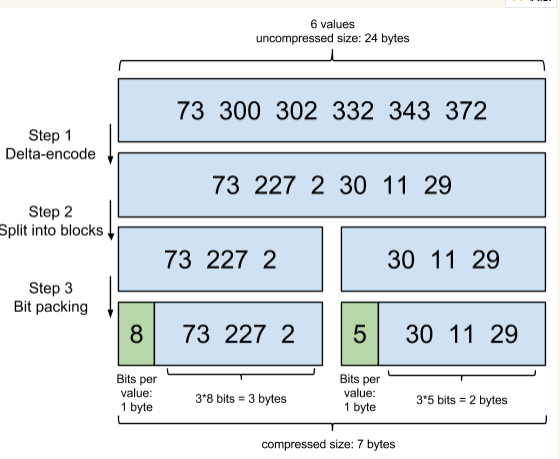 6 values
uncompressed size: 24 bytes
73 300 302 332 343 372
Step 1
Delta-encode
73 227 2 30 11 29
Step 2
Split into blocks
73 227 2
30 11 29
Step 3
Bit packing
8
73 227 2
5
30 11 29
Bits per
value:
1 byte
3*8 bits = 3 bytes
Bits per
value:
1 byte
3*5 bits = 2 bytes
compressed size: 7 bytes